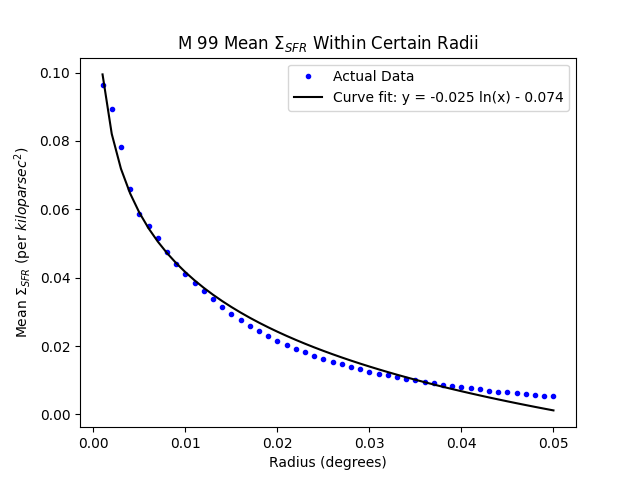 M 99 Mean Σ_SFR Within Certain Radii
Actual Data
Curve fit: y = -0.025 ln(x) - 0.074
Mean Σ_SFR (per kiloparsec²)
0.10
0.08
0.06
0.04
0.02
0.00
0.00 0.01 0.02 0.03 0.04 0.05
Radius (degrees)